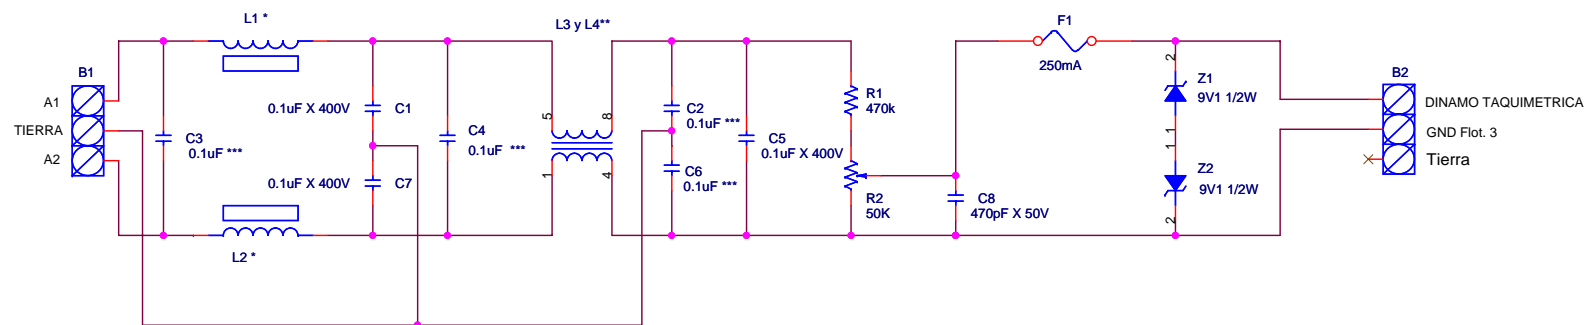 L1 *
L3 y L4**
F1
250mA
B1
A1
TIERRA
A2
C3
0.1uF ***
0.1uF X 400V
C1
0.1uF X 400V
C7
C4
0.1uF ***
L2 *
5
8
1
4
C2
0.1uF ***
C6
0.1uF ***
C5
0.1uF X 400V
R1
470k
R2
50K
C8
470pF X 50V
2
Z1
9V1 1/2W
1
1
Z2
9V1 1/2W
2
B2
DINAMO TAQUIMETRICA
GND Flot. 3
Tierra